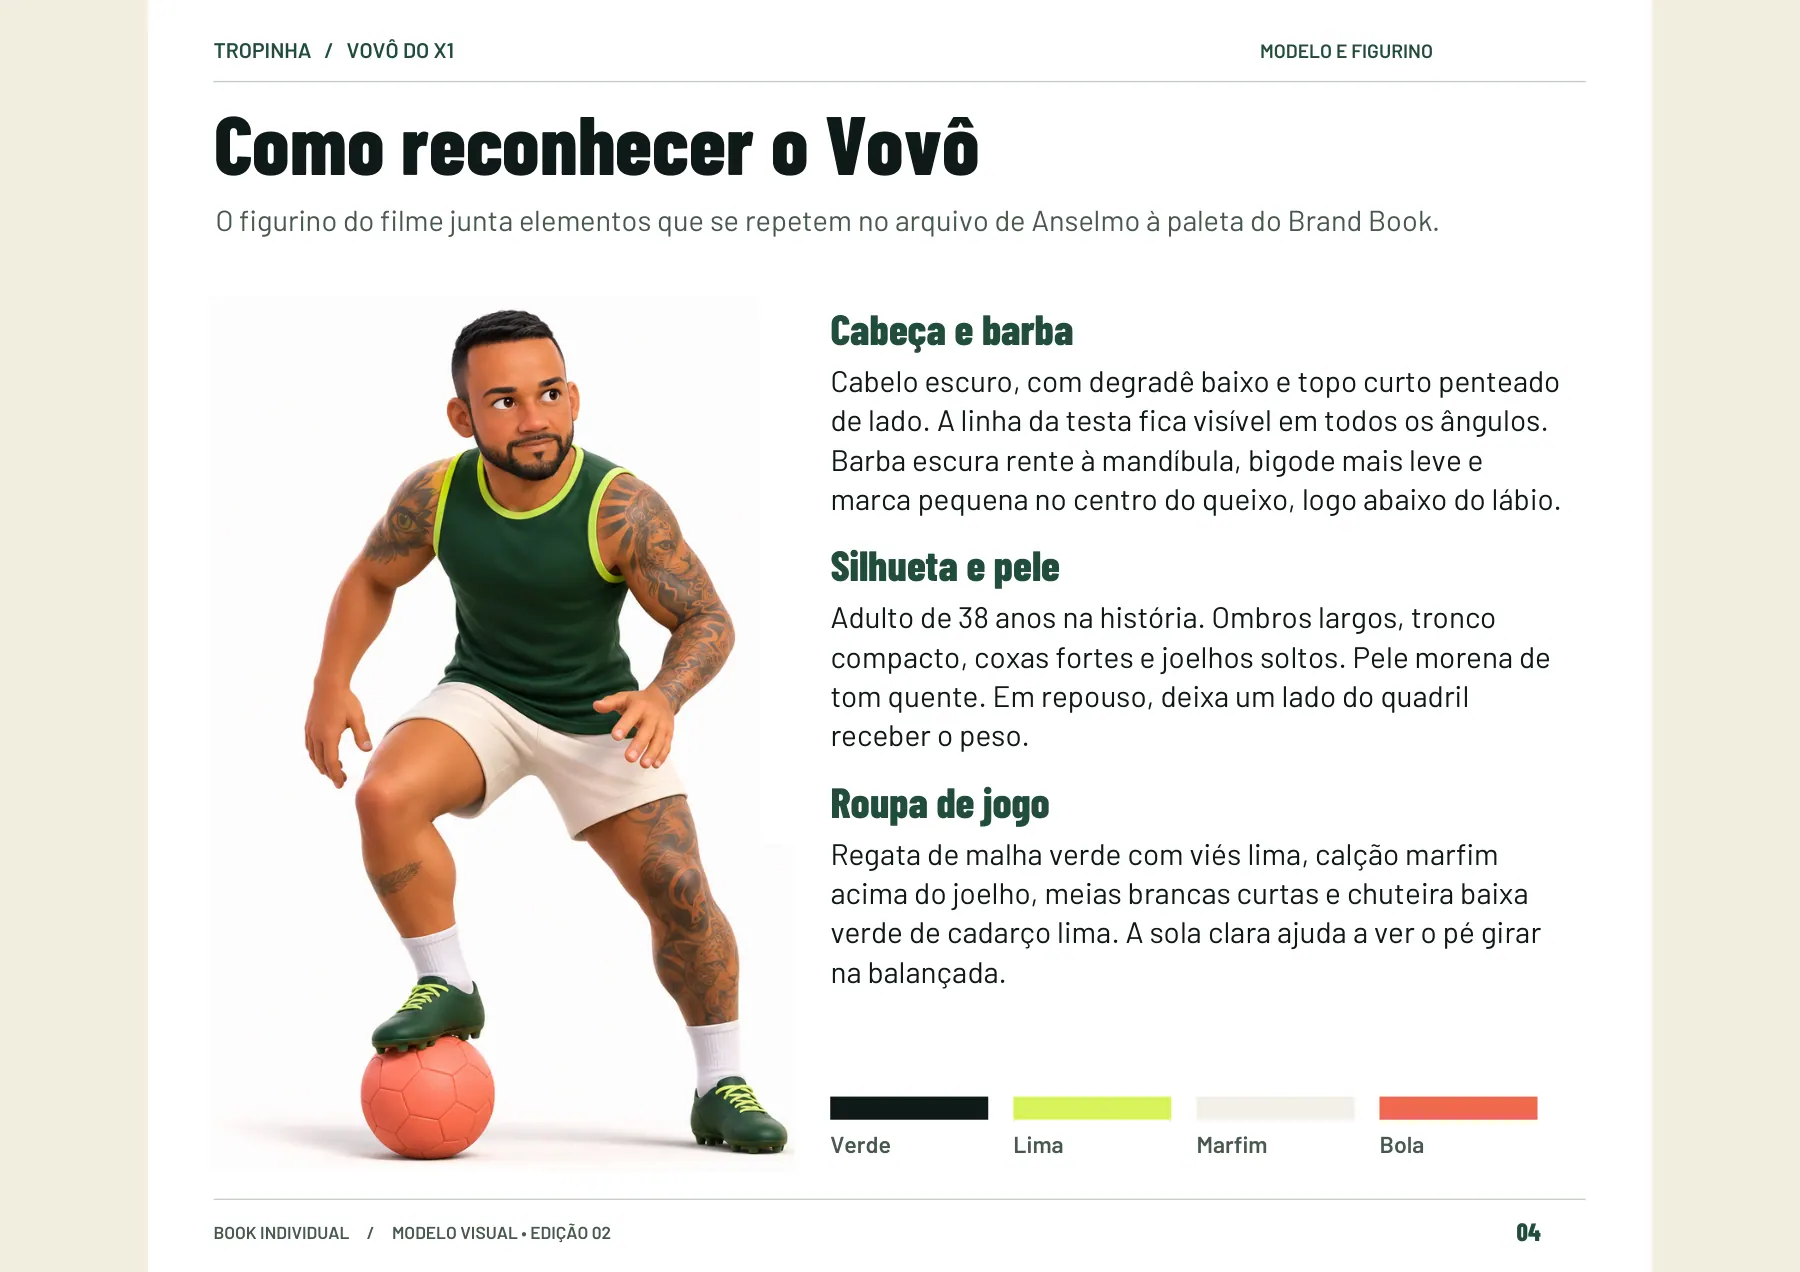 TROPINHA / VOVÔ DO X1
MODELO E FIGURINO
Como reconhecer o Vovô
O figurino do filme junta elementos que se repetem no arquivo de Anselmo à paleta do Brand Book.
Cabeça e barba
Cabelo escuro, com degradê baixo e topo curto penteado
de lado. A linha da testa fica visível em todos os ângulos.
Barba escura rente à mandíbula, bigode mais leve e
marca pequena no centro do queixo, logo abaixo do lábio.
Silhueta e pele
Adulto de 38 anos na história. Ombros largos, tronco
compacto, coxas fortes e joelhos soltos. Pele morena de
tom quente. Em repouso, deixa um lado do quadril
receber o peso.
Roupa de jogo
Regata de malha verde com viés lima, calção marfim
acima do joelho, meias brancas curtas e chuteira baixa
verde de cadarço lima. A sola clara ajuda a ver o pé girar
na balançada.
Verde
Lima
Marfim
Bola
BOOK INDIVIDUAL / MODELO VISUAL • EDIÇÃO 02
04